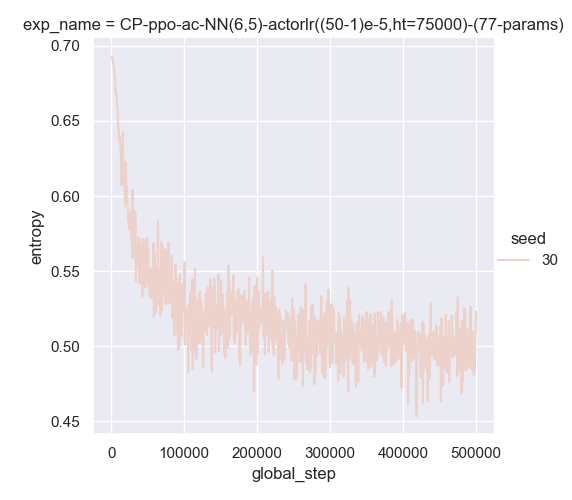 exp_name = CP-ppo-ac-NN(6,5)-actorlr((50-1)e-5,ht=75000)-(77-params)
0.70
0.65
0.60
0.55
0.50
0.45
entropy
0 100000 200000 300000 400000 500000
global_step
seed
30